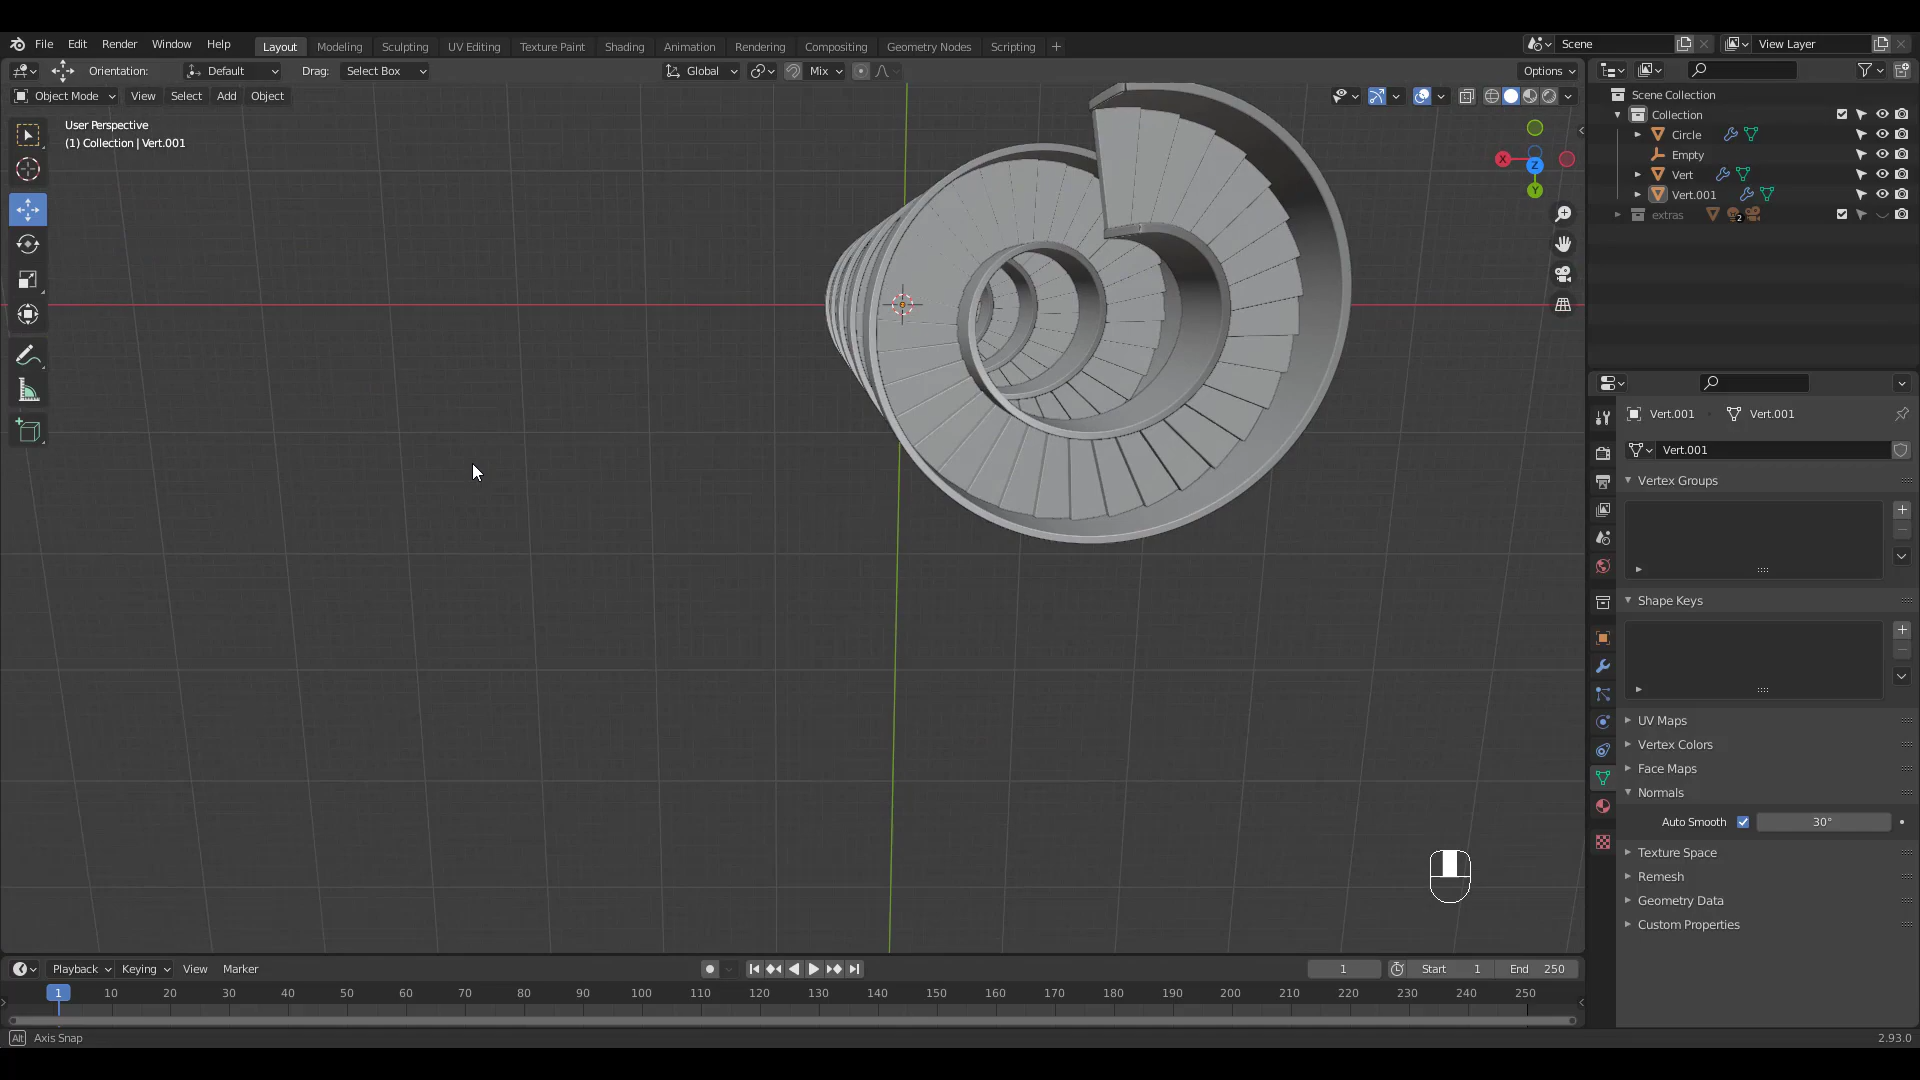 File Edit Render Window Help Layout Modeling Sculpting UV Editing Texture Paint Shading Animation Rendering Compositing Geometry Nodes Scripting + Scene View Layer
Orientation: Default Drag: Select Box Global Mix Options
Object Mode View Select Add Object
User Perspective
(1) Collection | Vert.001
X
Z
Y
Scene Collection
Collection
Circle
Empty
Vert
Vert.001
extras 2
Vert.001 Vert.001
Vert.001
Vertex Groups
Shape Keys
UV Maps
Vertex Colors
Face Maps
Normals
Auto Smooth 30°
Texture Space
Remesh
Geometry Data
Custom Properties
Playback Keying View Marker 1 Start 1 End 250
1 10 20 30 40 50 60 70 80 90 100 110 120 130 140 150 160 170 180 190 200 210 220 230 240 250
Alt Axis Snap 2.93.0